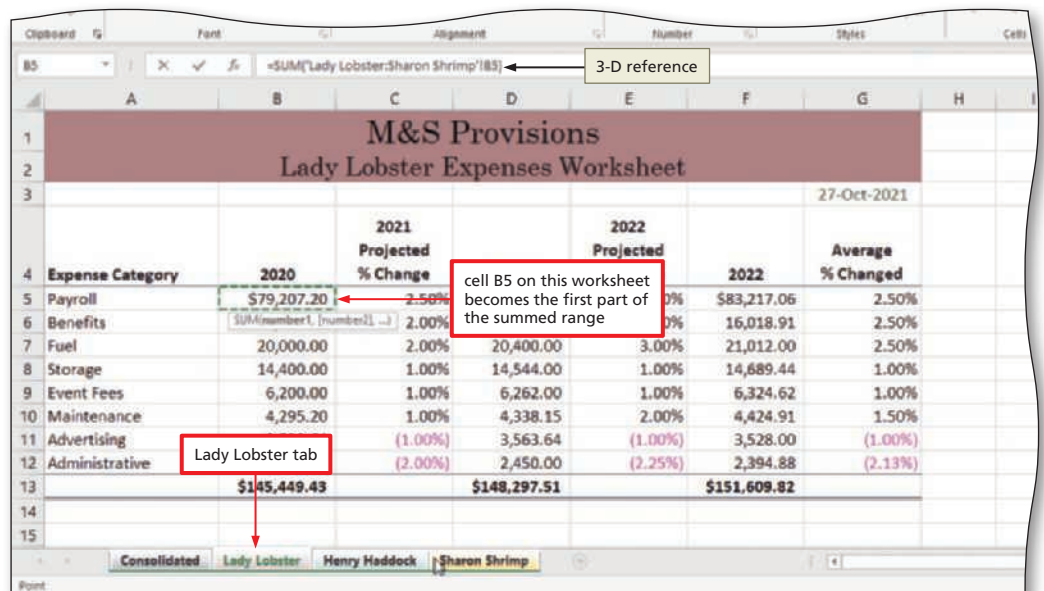 Clipboard Font Alignment Number Styles Cells
B5 =SUM('Lady Lobster:Sharon Shrimp'!B5) 3-D reference
A B C D E F G H I
1 M&S Provisions
2 Lady Lobster Expenses Worksheet
3 27-Oct-2021
4 Expense Category 2020 2021 Projected % Change 2022 Projected 2022 Average % Changed
cell B5 on this worksheet
becomes the first part of
the summed range
5 Payroll $79,207.20 2.50% 0% $83,217.06 2.50%
6 Benefits SUM(number1, [number2], ...) 2.00% 0% 16,018.91 2.50%
7 Fuel 20,000.00 2.00% 20,400.00 3.00% 21,012.00 2.50%
8 Storage 14,400.00 1.00% 14,544.00 1.00% 14,689.44 1.00%
9 Event Fees 6,200.00 1.00% 6,262.00 1.00% 6,324.62 1.00%
10 Maintenance 4,295.20 1.00% 4,338.15 2.00% 4,424.91 1.50%
11 Advertising (1.00%) 3,563.64 (1.00%) 3,528.00 (1.00%)
12 Administrative (2.00%) 2,450.00 (2.25%) 2,394.88 (2.13%)
Lady Lobster tab
13 $145,449.43 $148,297.51 $151,609.82
14
15
Consolidated Lady Lobster Henry Haddock Sharon Shrimp
Point